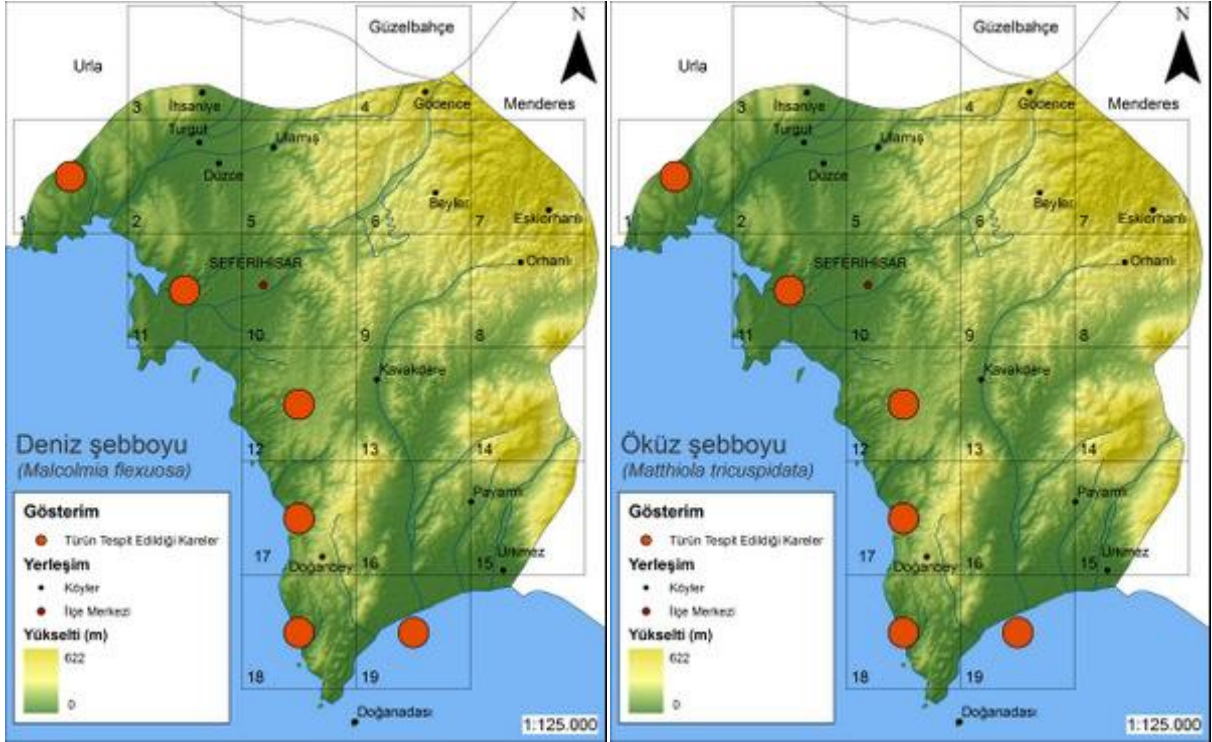 N
Güzelbahçe
Urla
Menderes
3
4
İhsaniye
Gödence
Turgut
Ulamış
Düzce
Beyler
Eskiorhanlı
1
2
5
6
7
SEFERİHİSAR
Orhanlı
11
10
9
8
Kavakdere
Deniz şebboyu
(Malcolmia flexuosa)
12
13
14
Payamlı
Gösterim
Türün Tespit Edildiği Kareler
Yerleşim
Köyler
İlçe Merkezi
Yükselti (m)
622
0
17
Doğanbey
16
15
Ürkmez
18
19
Doğanadası
1:125.000
N
Güzelbahçe
Urla
Menderes
3
4
İhsaniye
Gödence
Turgut
Ulamış
Düzce
Beyler
Eskiorhanlı
1
2
5
6
7
SEFERİHİSAR
Orhanlı
11
10
9
8
Kavakdere
Öküz şebboyu
(Matthiola tricuspidata)
12
13
14
Payamlı
Gösterim
Türün Tespit Edildiği Kareler
Yerleşim
Köyler
İlçe Merkezi
Yükselti (m)
622
0
17
Doğanbey
16
15
Ürkmez
18
19
Doğanadası
1:125.000